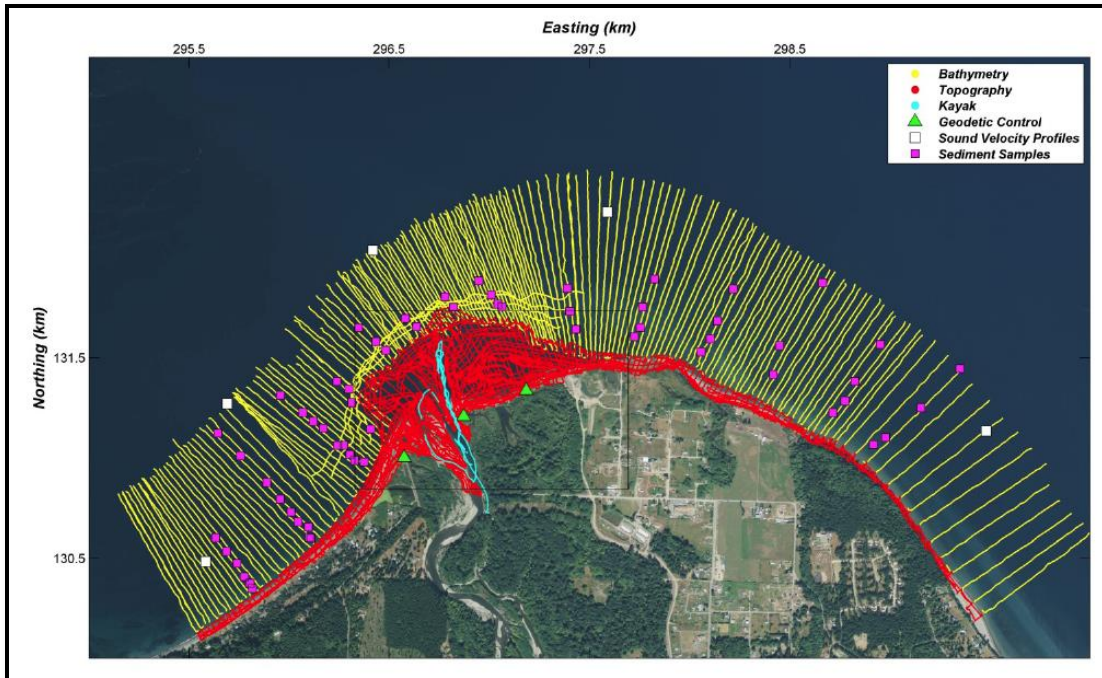 Easting (km)
295.5 296.5 297.5 298.5
Bathymetry
Topography
Kayak
Geodetic Control
Sound Velocity Profiles
Sediment Samples
Northing (km)
131.5
130.5